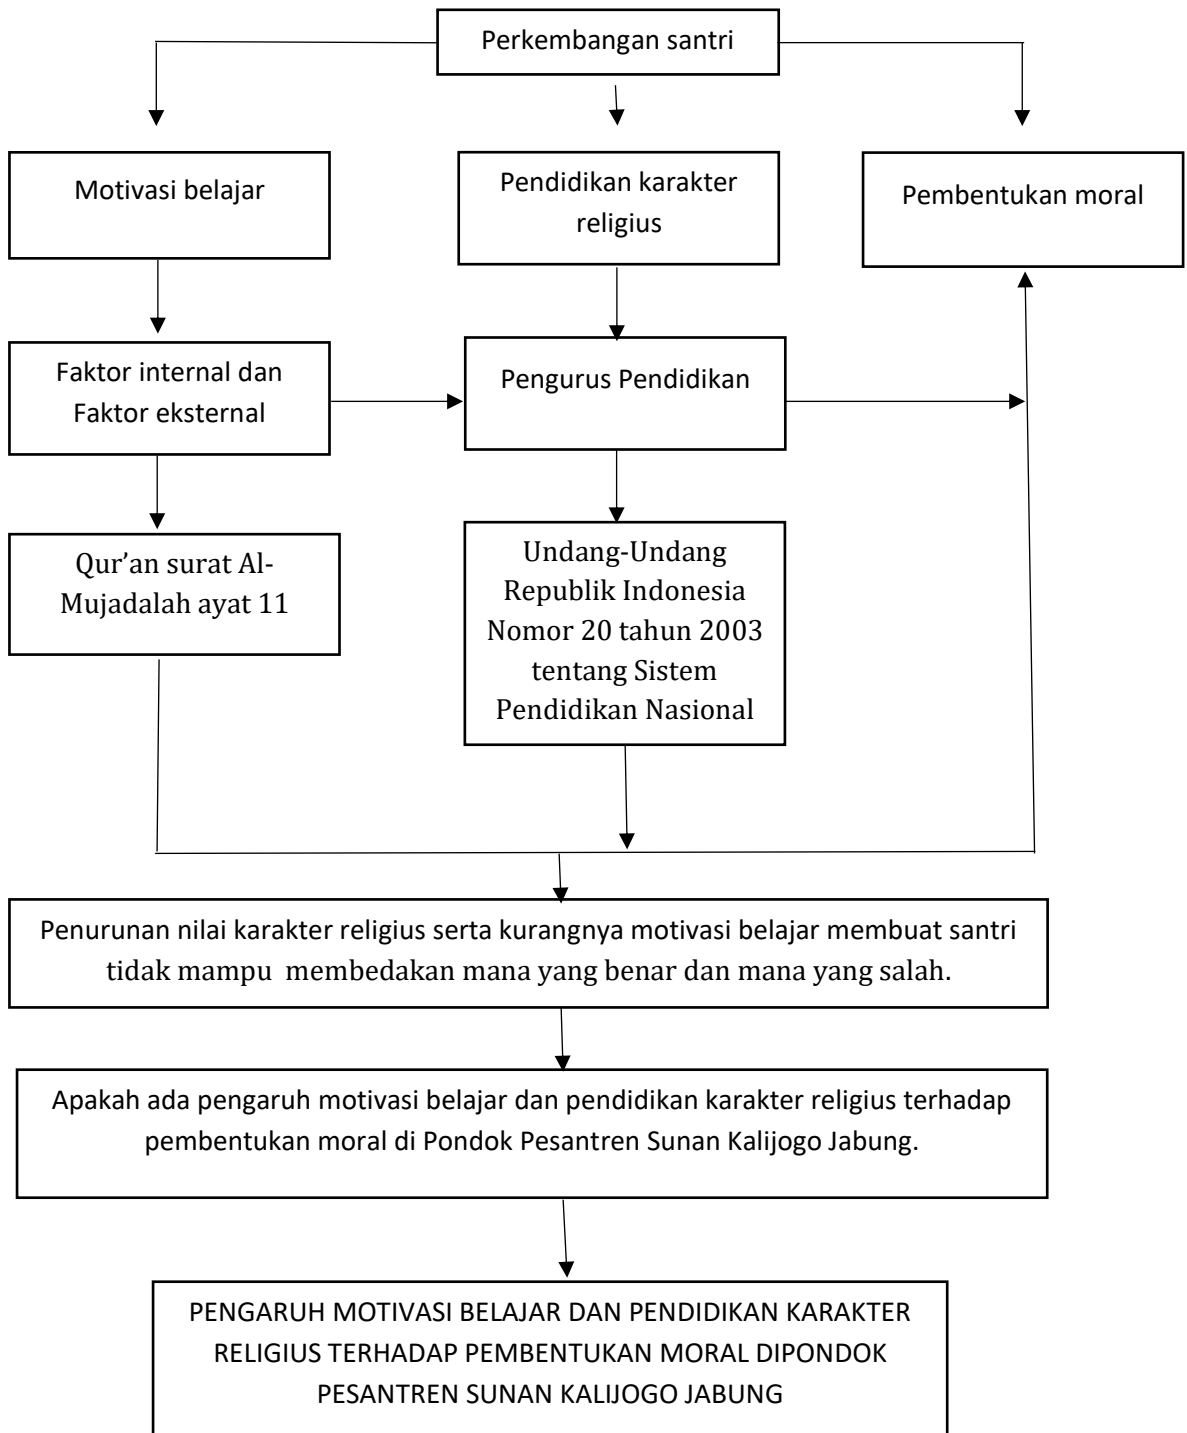 Perkembangan santri
Motivasi belajar
Pendidikan karakter
religius
Pembentukan moral
Faktor internal dan
Faktor eksternal
Pengurus Pendidikan
Qur’an surat Al-
Mujadalah ayat 11
Undang-Undang
Republik Indonesia
Nomor 20 tahun 2003
tentang Sistem
Pendidikan Nasional
Penurunan nilai karakter religius serta kurangnya motivasi belajar membuat santri
tidak mampu  membedakan mana yang benar dan mana yang salah.
Apakah ada pengaruh motivasi belajar dan pendidikan karakter religius terhadap
pembentukan moral di Pondok Pesantren Sunan Kalijogo Jabung.
PENGARUH MOTIVASI BELAJAR DAN PENDIDIKAN KARAKTER
RELIGIUS TERHADAP PEMBENTUKAN MORAL DIPONDOK
PESANTREN SUNAN KALIJOGO JABUNG